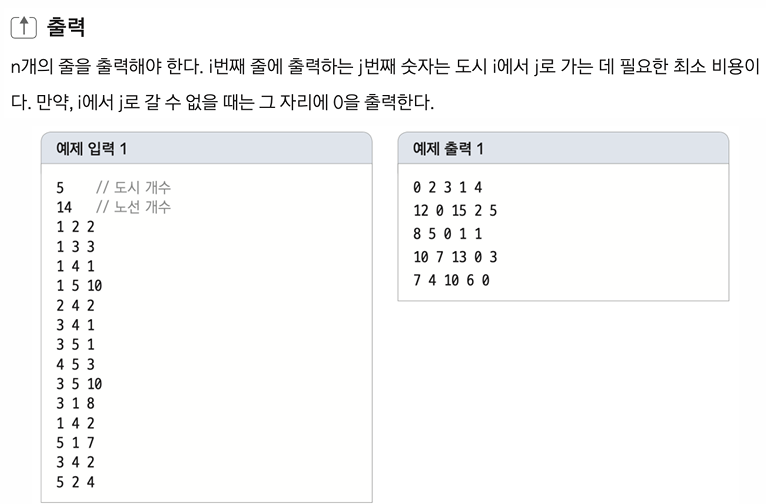 출력
n개의 줄을 출력해야 한다. i번째 줄에 출력하는 j번째 숫자는 도시 i에서 j로 가는 데 필요한 최소 비용이
다. 만약, i에서 j로 갈 수 없을 때는 그 자리에 0을 출력한다.
예제 입력 1
5 // 도시 개수
14 // 노선 개수
1 2 2
1 3 3
1 4 1
1 5 10
2 4 2
3 4 1
3 5 1
4 5 3
3 5 10
3 1 8
1 4 2
5 1 7
3 4 2
5 2 4
예제 출력 1
0 2 3 1 4
12 0 15 2 5
8 5 0 1 1
10 7 13 0 3
7 4 10 6 0